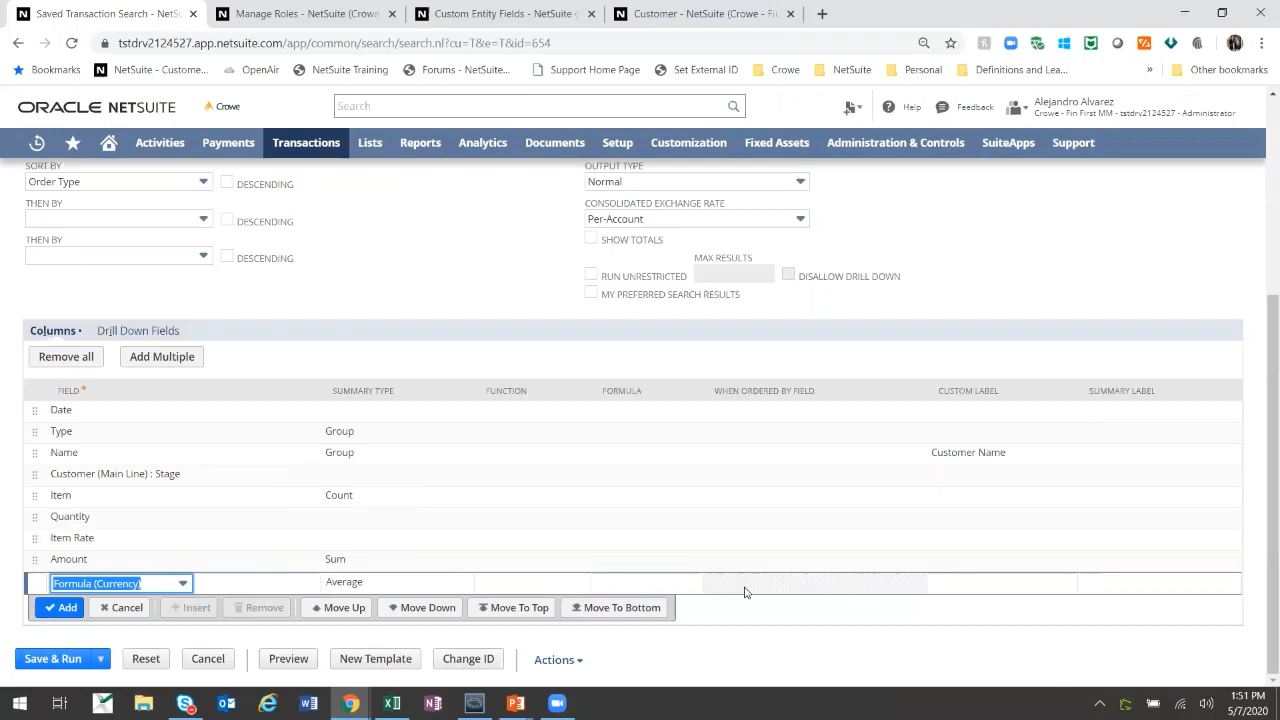 Saved Transaction Search - NetS
Manage Roles - NetSuite (Crowe
Custom Entity Fields - NetSuite (
Customer - NetSuite (Crowe - Fin
tstdrv2124527.app.netsuite.com/app/common/search/search.nl?cu=T&e=T&id=654
Bookmarks
NetSuite - Custome...
OpenAir
NetSuite Training
Forums - NetSuite...
Support Home Page
Set External ID
Crowe
NetSuite
Personal
Definitions and Lea...
»
Other bookmarks
ORACLE NETSUITE
Crowe
Search
Help
Feedback
Alejandro Alvarez
Crowe - Fin First MM - tstdrv2124527 - Administrator
Activities
Payments
Transactions
Lists
Reports
Analytics
Documents
Setup
Customization
Fixed Assets
Administration & Controls
SuiteApps
Support
SORT BY
OUTPUT TYPE
Order Type
DESCENDING
Normal
THEN BY
CONSOLIDATED EXCHANGE RATE
DESCENDING
Per-Account
THEN BY
SHOW TOTALS
DESCENDING
MAX RESULTS
RUN UNRESTRICTED
DISALLOW DRILL DOWN
MY PREFERRED SEARCH RESULTS
Columns •
Drill Down Fields
Remove all
Add Multiple
FIELD *
SUMMARY TYPE
FUNCTION
FORMULA
WHEN ORDERED BY FIELD
CUSTOM LABEL
SUMMARY LABEL
Date
Type
Group
Name
Group
Customer Name
Customer (Main Line) : Stage
Item
Count
Quantity
Item Rate
Amount
Sum
Formula (Currency)
Average
Add
Cancel
Insert
Remove
Move Up
Move Down
Move To Top
Move To Bottom
Save & Run
Reset
Cancel
Preview
New Template
Change ID
Actions
1:51 PM
5/7/2020